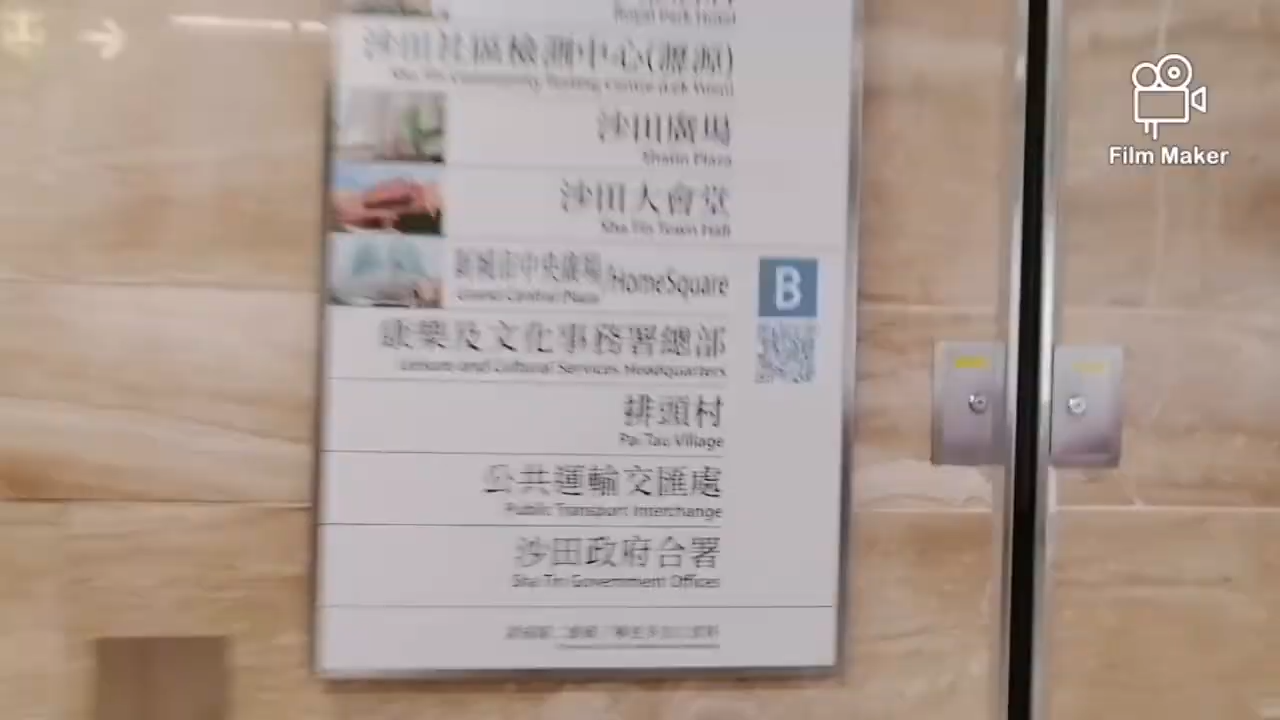 Royal Park Hotel
沙田社區檢測中心(瀝源)
Sha Tin Community Testing Centre (Lek Yuen)
沙田廣場
Shatin Plaza
沙田大會堂
Sha Tin Town Hall
新城市中央廣場/HomeSquare
Grand Central Plaza
B
康樂及文化事務署總部
Leisure and Cultural Services Headquarters
排頭村
Pai Tau Village
公共運輸交匯處
Public Transport Interchange
沙田政府合署
Sha Tin Government Offices
Film Maker